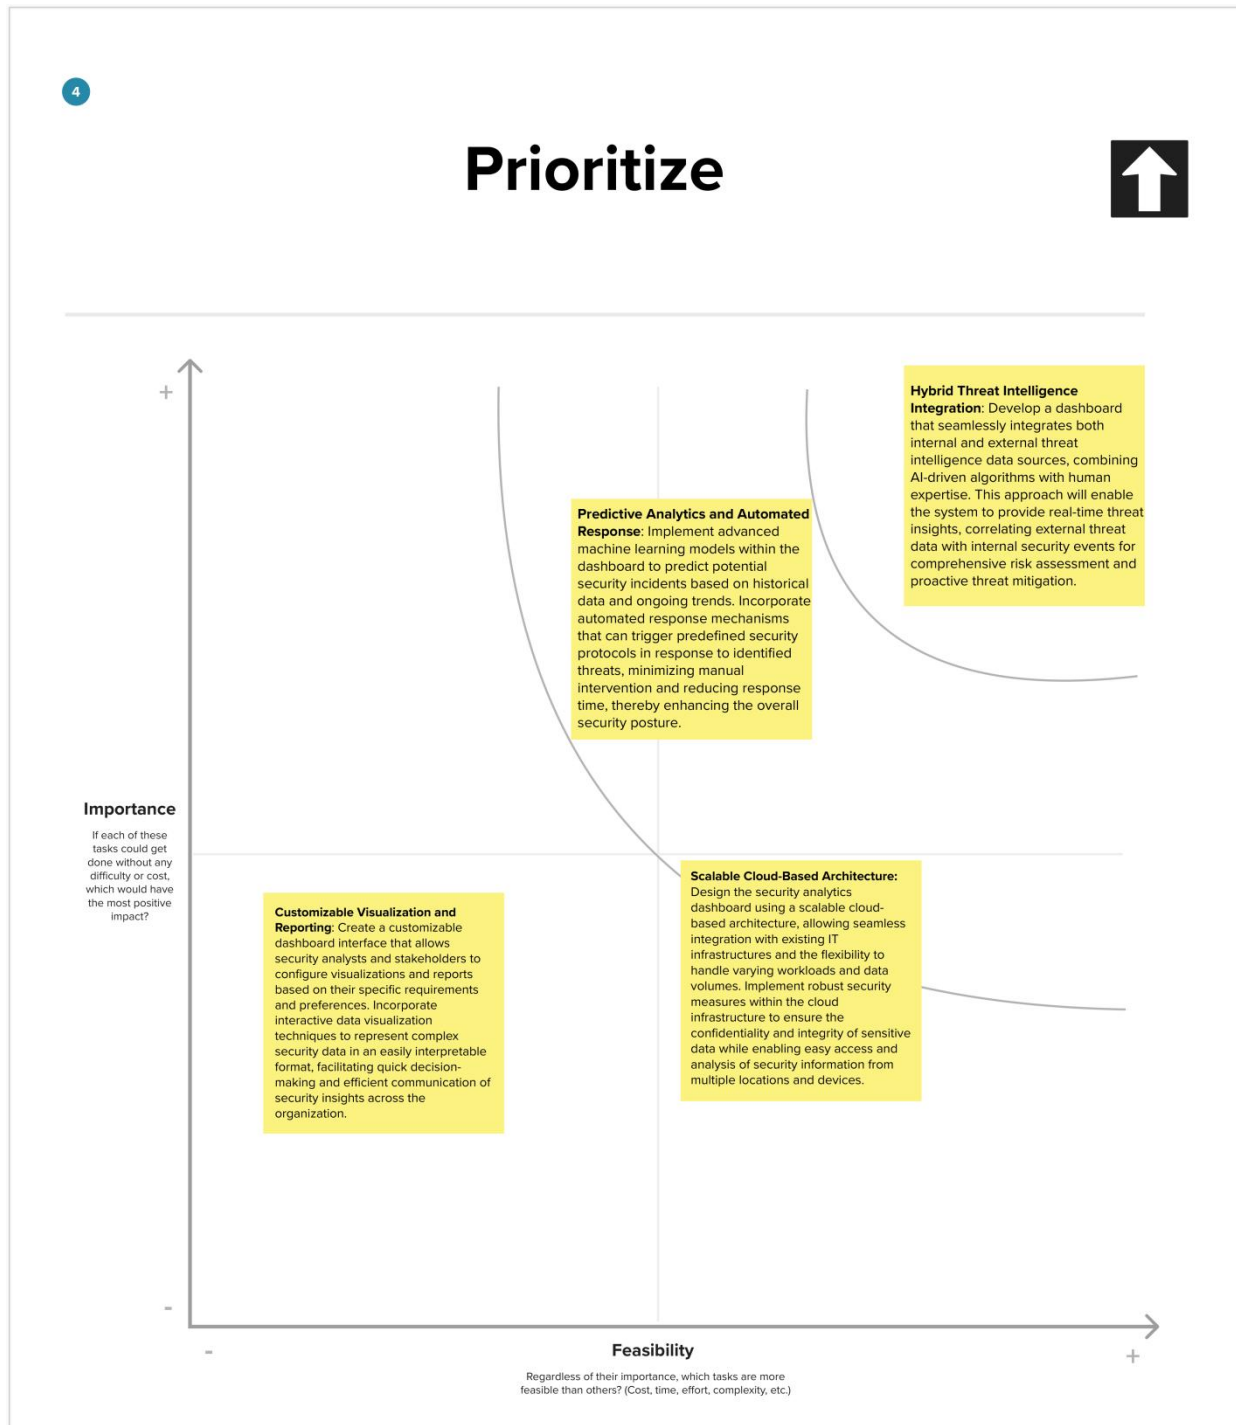 4
Prioritize
+
Hybrid Threat Intelligence
Integration: Develop a dashboard
that seamlessly integrates both
internal and external threat
intelligence data sources, combining
AI-driven algorithms with human
expertise. This approach will enable
the system to provide real-time threat
insights, correlating external threat
data with internal security events for
comprehensive risk assessment and
proactive threat mitigation.
Predictive Analytics and Automated
Response: Implement advanced
machine learning models within the
dashboard to predict potential
security incidents based on historical
data and ongoing trends. Incorporate
automated response mechanisms
that can trigger predefined security
protocols in response to identified
threats, minimizing manual
intervention and reducing response
time, thereby enhancing the overall
security posture.
Importance
If each of these
tasks could get
done without any
difficulty or cost,
which would have
the most positive
impact?
Customizable Visualization and
Reporting: Create a customizable
dashboard interface that allows
security analysts and stakeholders to
configure visualizations and reports
based on their specific requirements
and preferences. Incorporate
interactive data visualization
techniques to represent complex
security data in an easily interpretable
format, facilitating quick decision-
making and efficient communication of
security insights across the
organization.
Scalable Cloud-Based Architecture:
Design the security analytics
dashboard using a scalable cloud-
based architecture, allowing seamless
integration with existing IT
infrastructures and the flexibility to
handle varying workloads and data
volumes. Implement robust security
measures within the cloud
infrastructure to ensure the
confidentiality and integrity of sensitive
data while enabling easy access and
analysis of security information from
multiple locations and devices.
-
-
Feasibility
+
Regardless of their importance, which tasks are more
feasible than others? (Cost, time, effort, complexity, etc.)